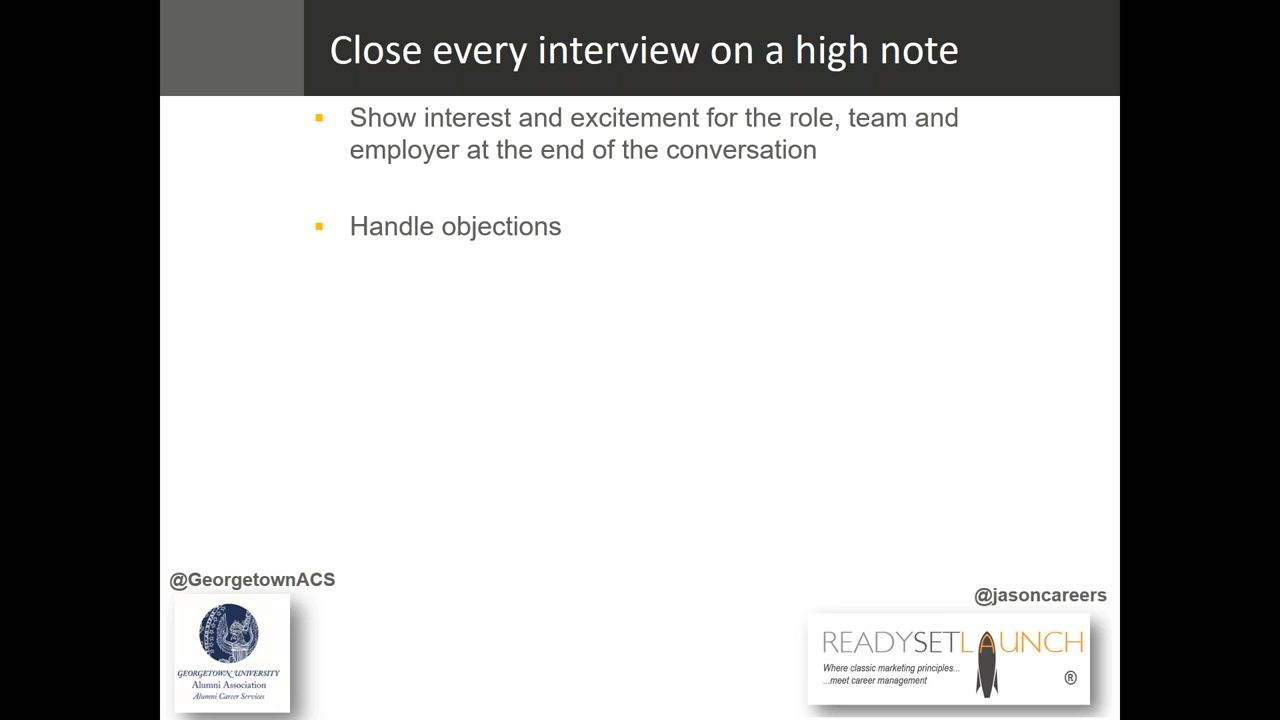 Close every interview on a high note
▪ Show interest and excitement for the role, team and
employer at the end of the conversation
▪ Handle objections
@GeorgetownACS
GEORGETOWN UNIVERSITY
Alumni Association
Alumni Career Services
@jasoncareers
READYSETLAUNCH
Where classic marketing principles...
...meet career management
®